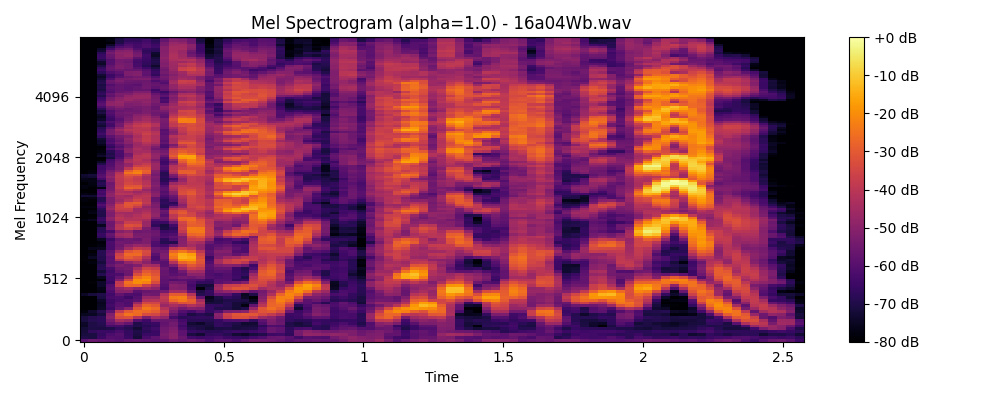 Mel Spectrogram (alpha=1.0) - 16a04Wb.wav
Mel Frequency
4096
2048
1024
512
0
0
0.5
1
1.5
2
2.5
Time
+0 dB
-10 dB
-20 dB
-30 dB
-40 dB
-50 dB
-60 dB
-70 dB
-80 dB